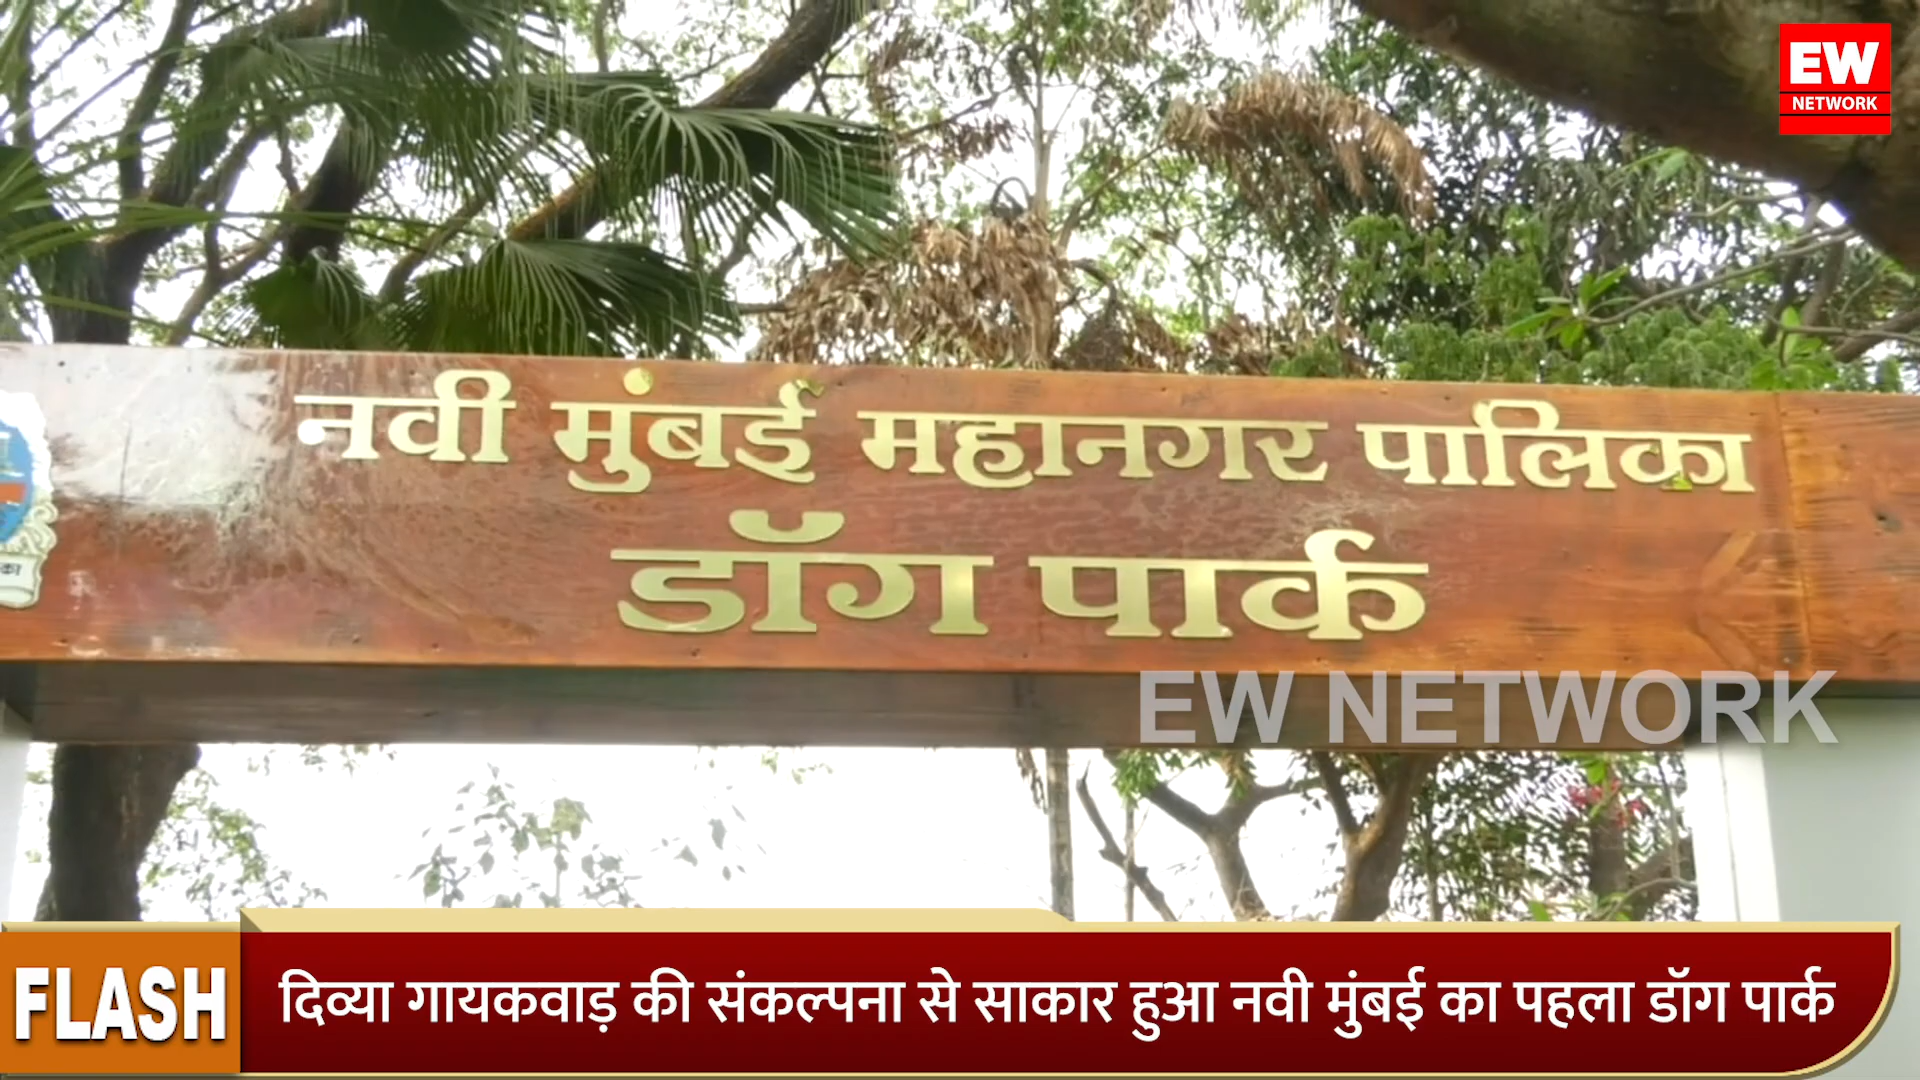 EW
NETWORK
नवी मुंबई महानगर पालिका
डॉग पार्क
का
EW NETWORK
FLASH
दिव्या गायकवाड़ की संकल्पना से साकार हुआ नवी मुंबई का पहला डॉग पार्क